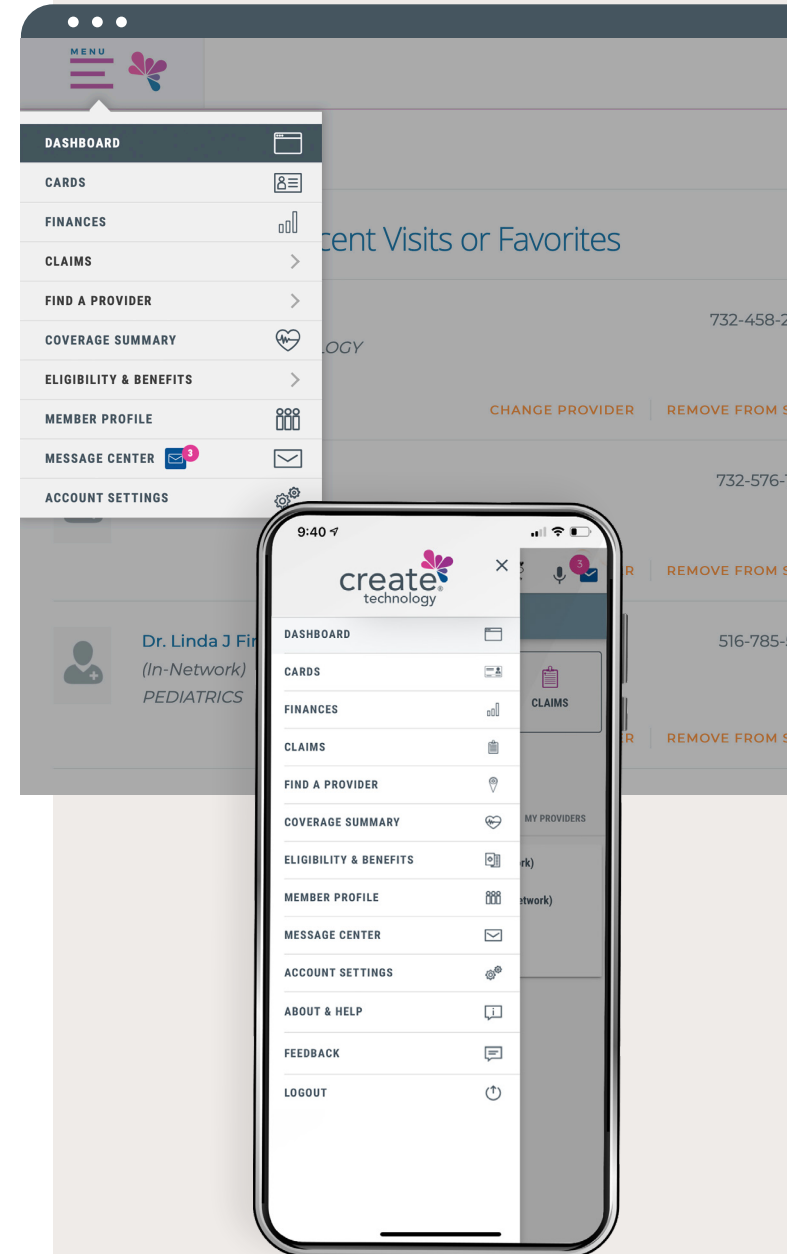 MENU
DASHBOARD
CARDS
FINANCES
CLAIMS
FIND A PROVIDER
COVERAGE SUMMARY
ELIGIBILITY & BENEFITS
MEMBER PROFILE
MESSAGE CENTER 3
ACCOUNT SETTINGS
cent Visits or Favorites
732-458-2
OGY
CHANGE PROVIDER REMOVE FROM S
732-576-
R REMOVE FROM S
Dr. Linda J Fi
(In-Network)
PEDIATRICS
516-785-
R REMOVE FROM S
9:40
create®
technology
3
DASHBOARD
CARDS
FINANCES
CLAIMS
FIND A PROVIDER
COVERAGE SUMMARY
ELIGIBILITY & BENEFITS
MEMBER PROFILE
MESSAGE CENTER
ACCOUNT SETTINGS
ABOUT & HELP
FEEDBACK
LOGOUT
CLAIMS
MY PROVIDERS
rk)
etwork)